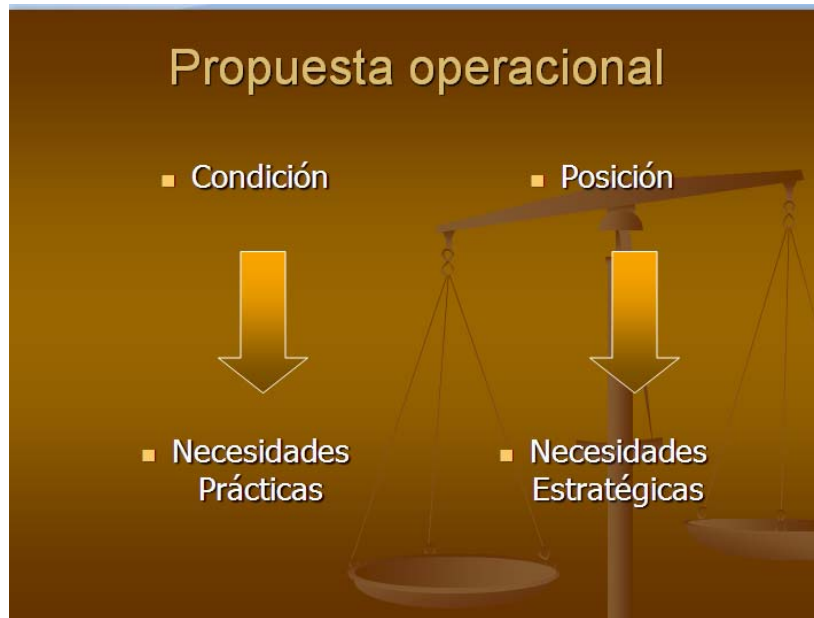 Propuesta operacional
Condición
Posición
Necesidades
Prácticas
Necesidades
Estratégicas